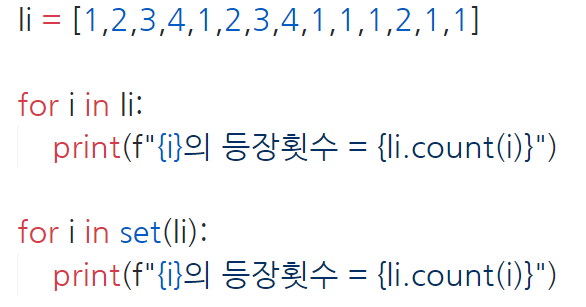 li = [1,2,3,4,1,2,3,4,1,1,1,2,1,1]
for i in li:
print(f"{i}의 등장횟수 = {li.count(i)}")
for i in set(li):
print(f"{i}의 등장횟수 = {li.count(i)}")